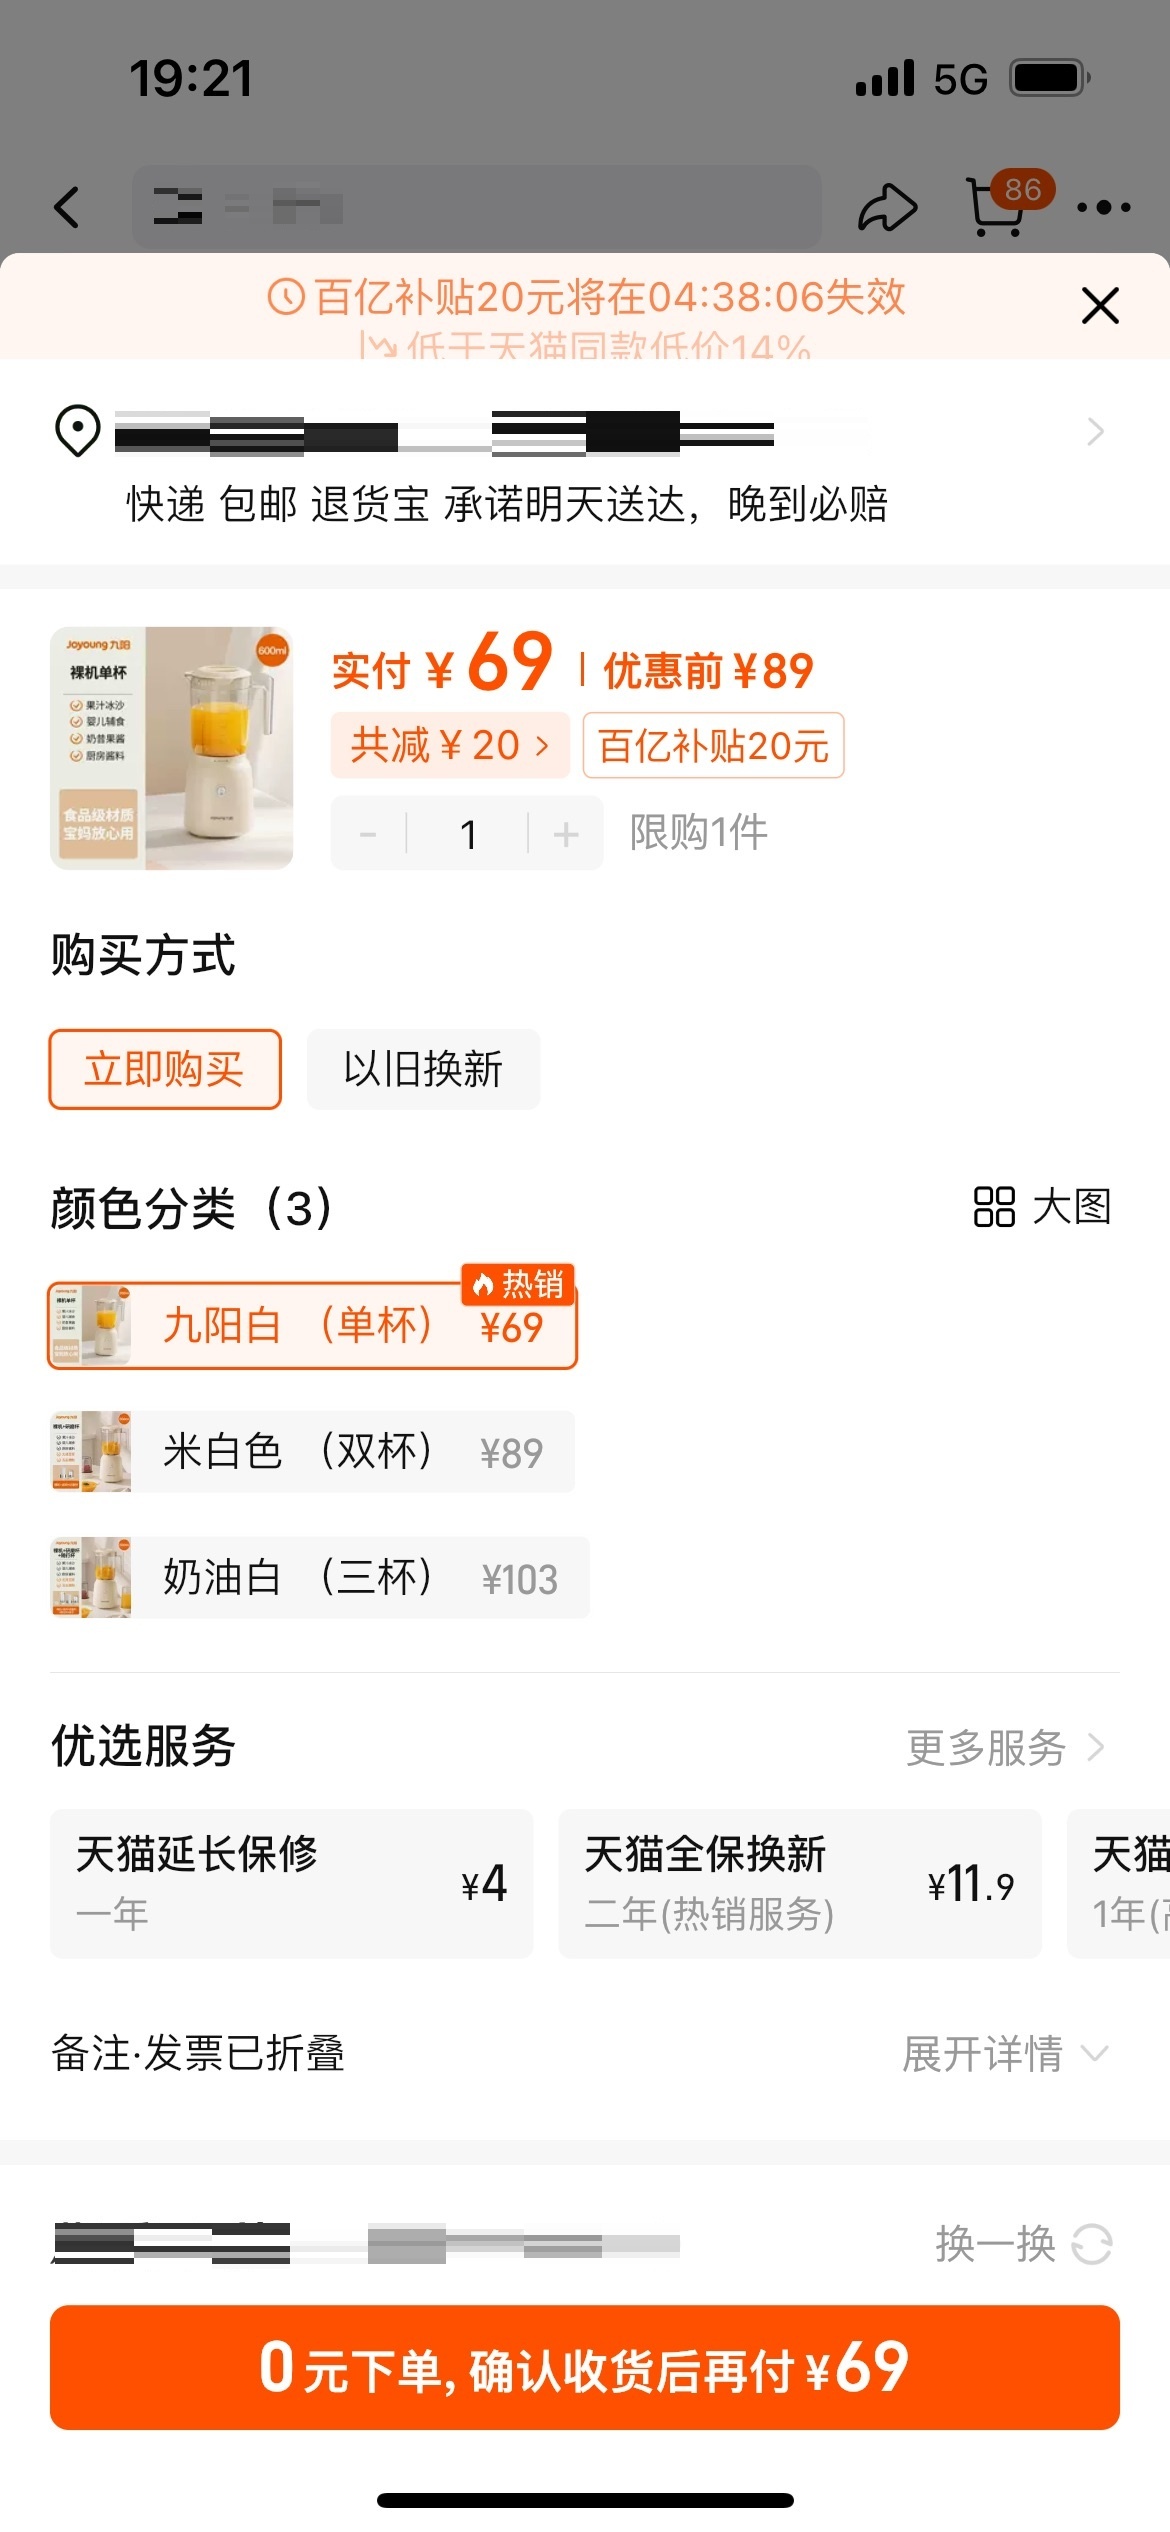 19:21
5G
86
百亿补贴20元将在04:38:06失效
低于天猫同款低价14%
快递 包邮 退货宝 承诺明天送达，晚到必赔
Joyoung九阳
600ml
裸机单杯
果汁冰沙
婴儿辅食
奶昔果酱
厨房酱料
食品级材质
宝妈放心用
实付 ¥69 | 优惠前 ¥89
共减 ¥20 >
百亿补贴20元
- 1 + 限购1件
购买方式
立即购买
以旧换新
颜色分类（3）
大图
热销
九阳白 （单杯） ¥69
米白色 （双杯） ¥89
奶油白 （三杯） ¥103
优选服务
更多服务 >
天猫延长保修
一年
¥4
天猫全保换新
二年(热销服务)
¥11.9
天猫
1年(
备注·发票已折叠
展开详情
换一换
0元下单, 确认收货后再付 ¥69